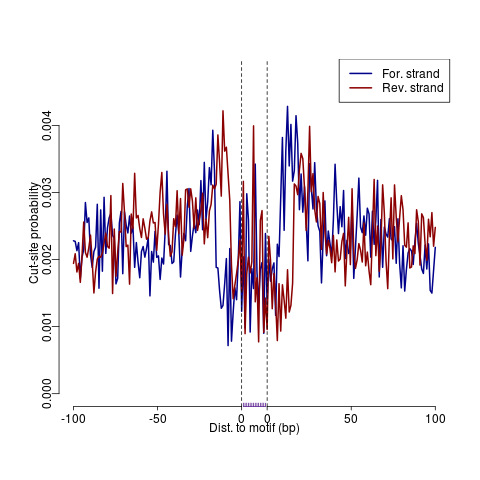 For. strand
Rev. strand
Cut-site probability
0.004
0.003
0.002
0.001
0.000
-100 -50 0 0 50 100
Dist. to motif (bp)